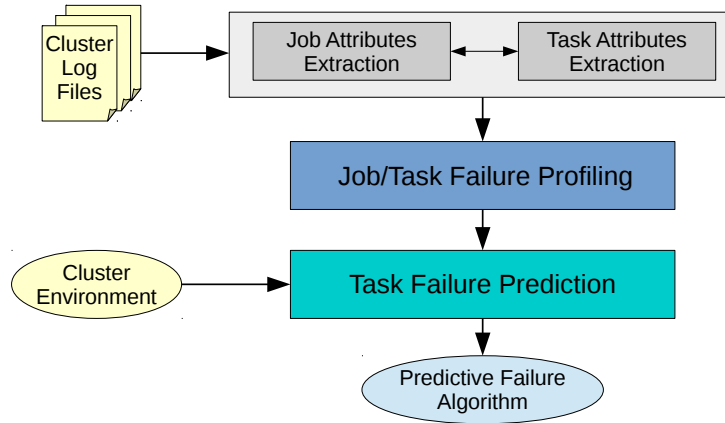 Cluster
Log
Files
Job Attributes
Extraction
Task Attributes
Extraction
Job/Task Failure Profiling
Cluster
Environment
Task Failure Prediction
Predictive Failure
Algorithm